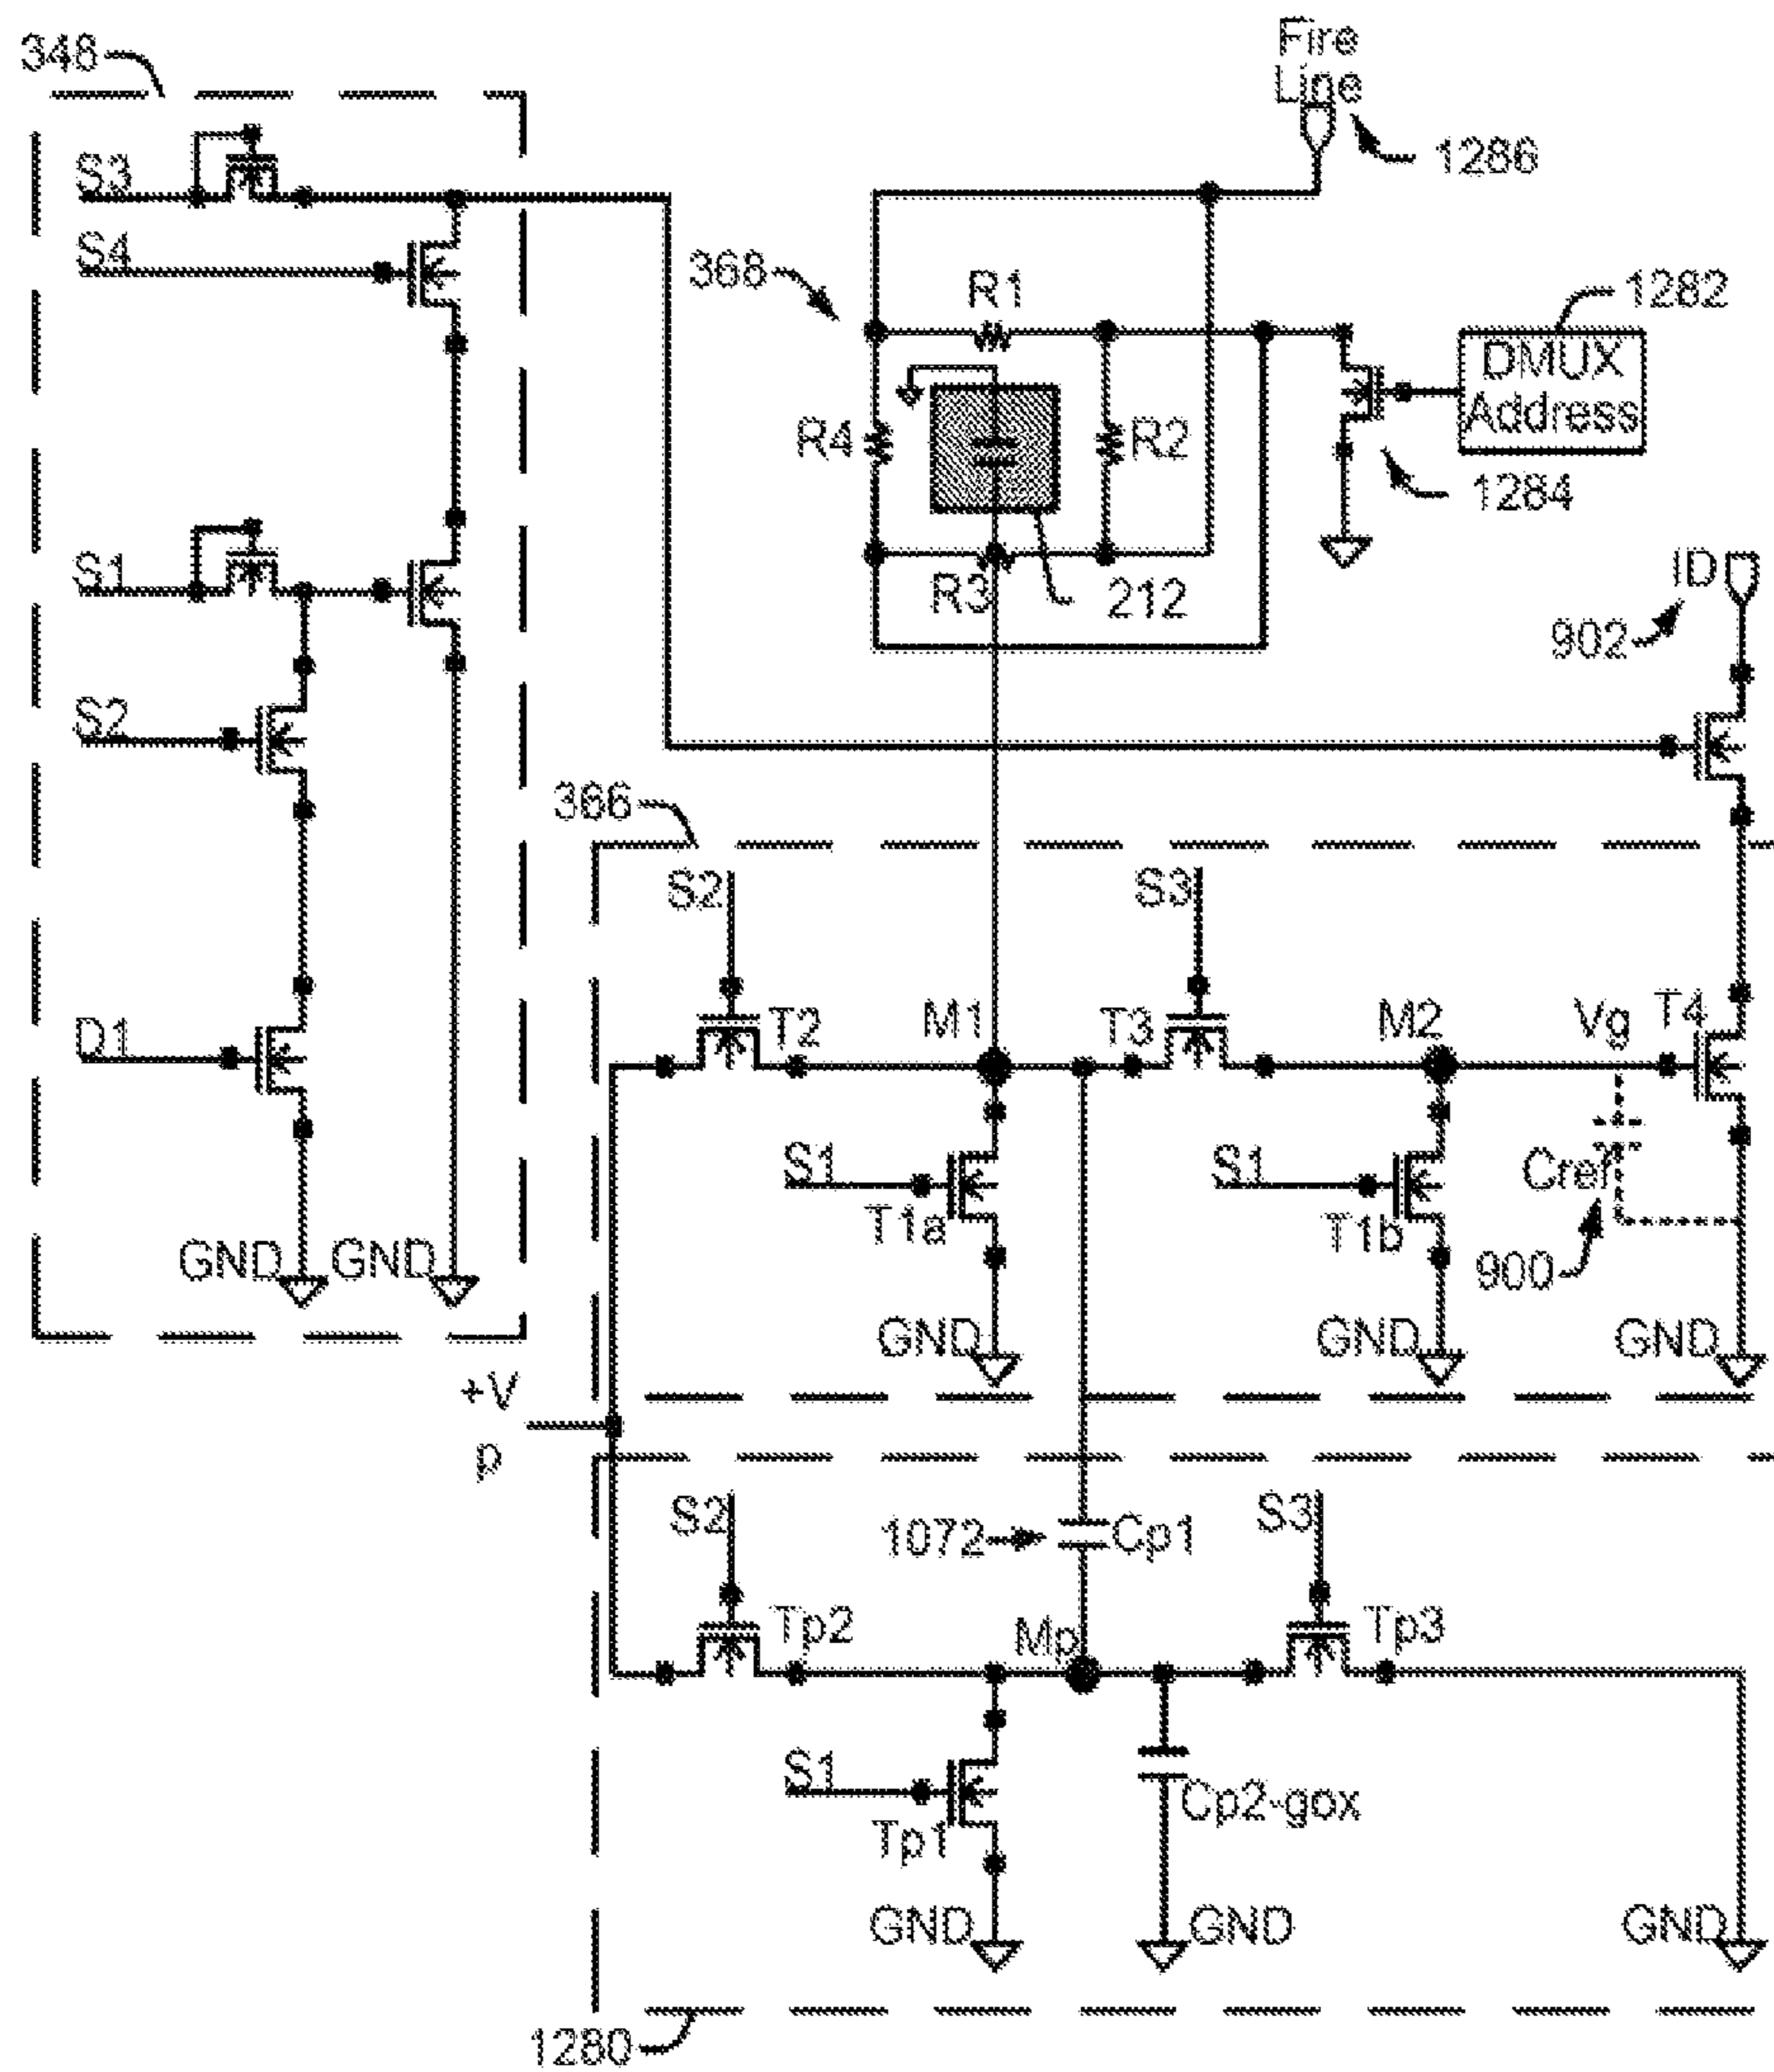 348
Fire
Line
1286
S3
S4
368
R1
1282
DMUX
Address
R4
R2
1284
S1
R3
212
ID
902
S2
366
S2
S3
D1
T2
M1
T3
M2
Vg
T4
S1
T1a
S1
T1b
Cref
900
GND
GND
GND
GND
GND
+V
p
S2
1072
Cp1
S3
Tp2
Mp
Tp3
S1
Tp1
Cp2-gox
GND
GND
GND
1280